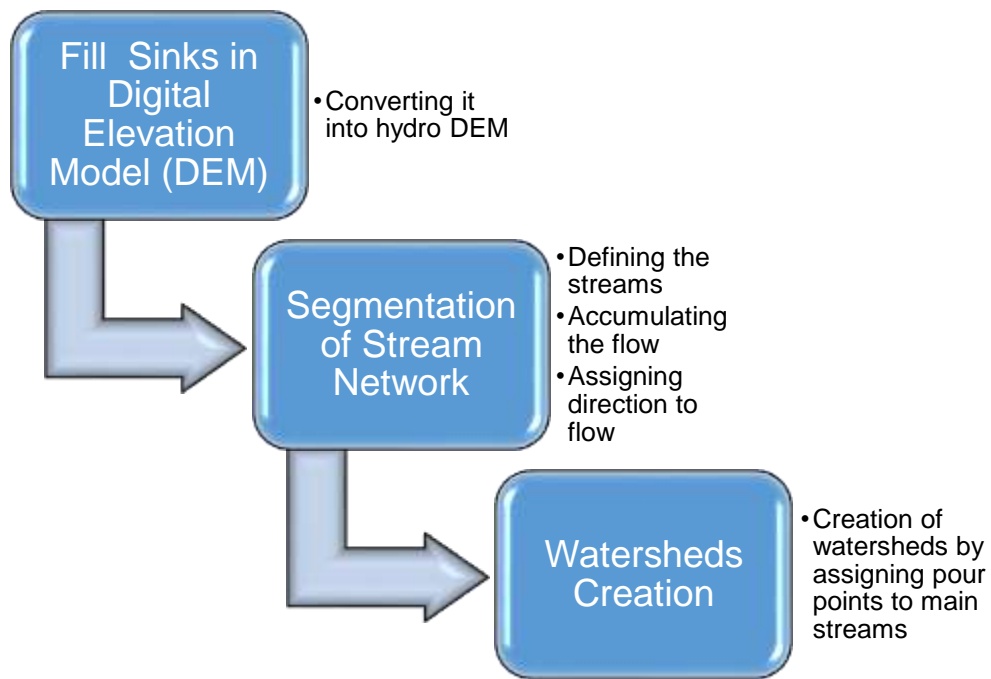 Fill  Sinks in
Digital
Elevation
Model (DEM)
•Converting it
into hydro DEM
Segmentation
of Stream
Network
•Defining the
streams
•Accumulating
the flow
•Assigning
direction to
flow
Watersheds
Creation
•Creation of
watersheds by
assigning pour
points to main
streams